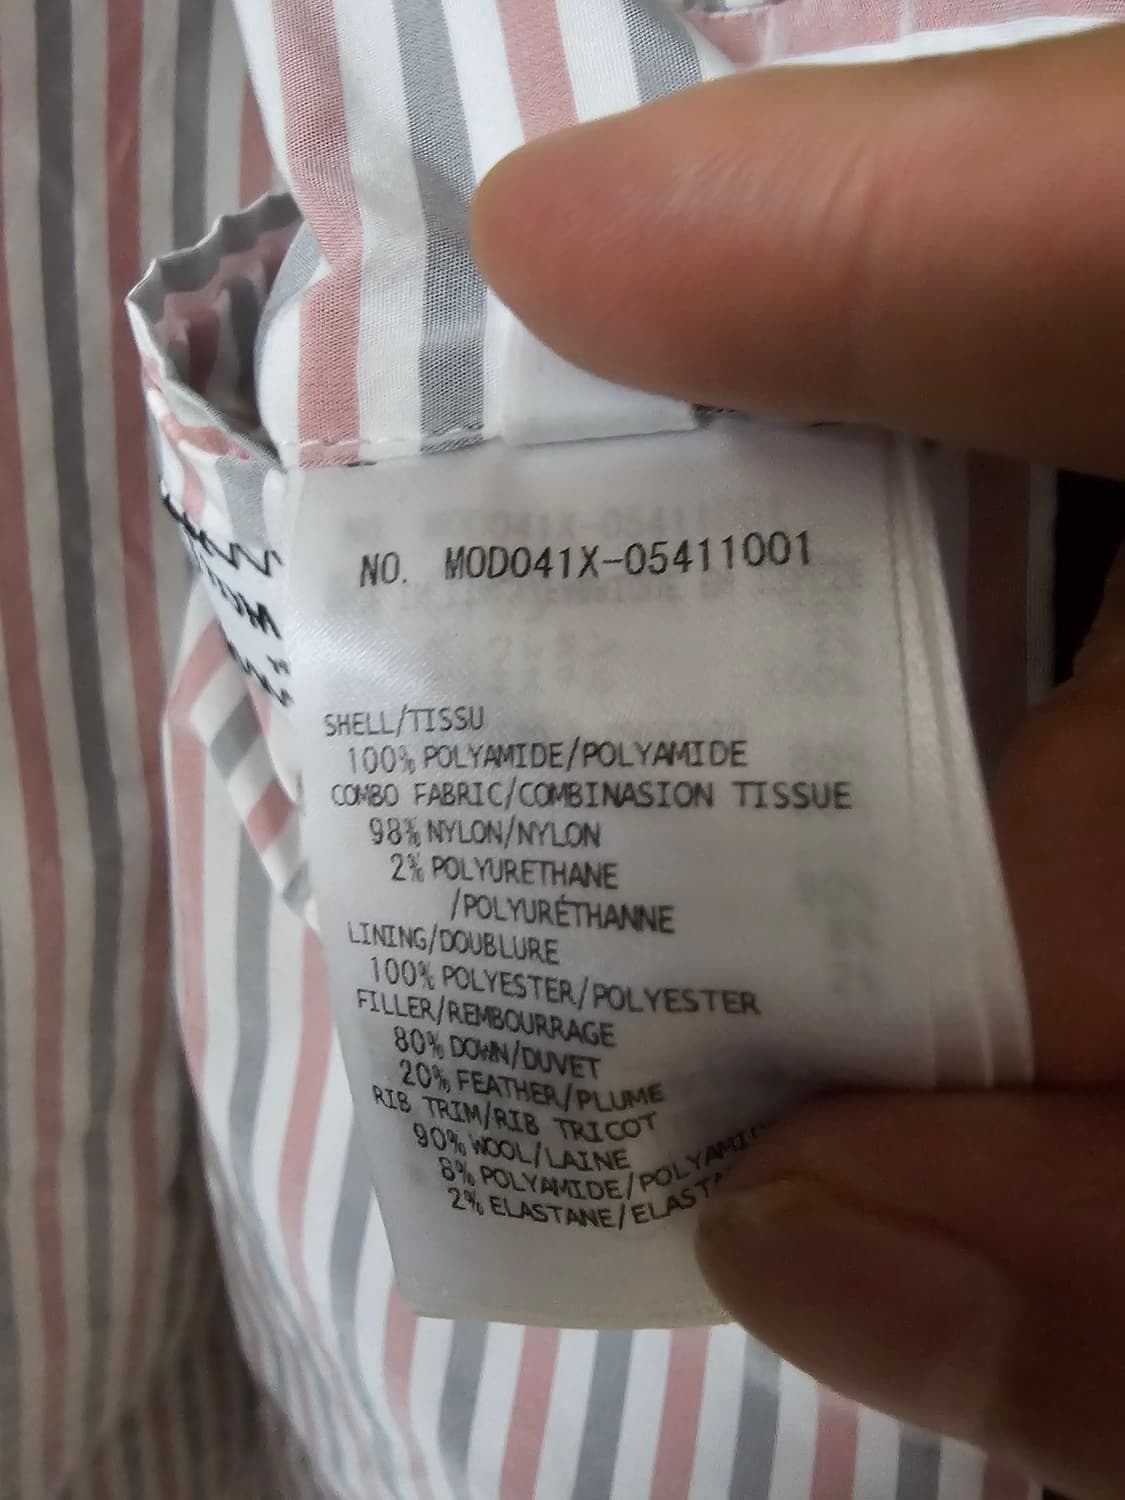 NO. MOD041X-05411001
SHELL/TISSU
100% POLYAMIDE/POLYAMIDE
COMBO FABRIC/COMBINASION TISSUE
98% NYLON/NYLON
2% POLYURETHANE
/POLYURÉTHANNE
LINING/DOUBLURE
100% POLYESTER/POLYESTER
FILLER/REMBOURRAGE
80% DOWN/DUVET
20% FEATHER/PLUME
RIB TRIM/RIB TRICOT
90% WOOL/LAINE
8% POLYAMIDE/
2% ELASTANE/